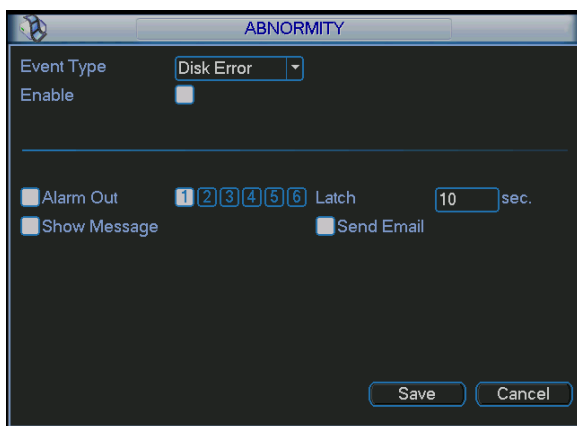 ABNORMITY
Event Type Disk Error
Enable
Alarm Out 1 2 3 4 5 6 Latch 10 sec.
Show Message Send Email
Save Cancel